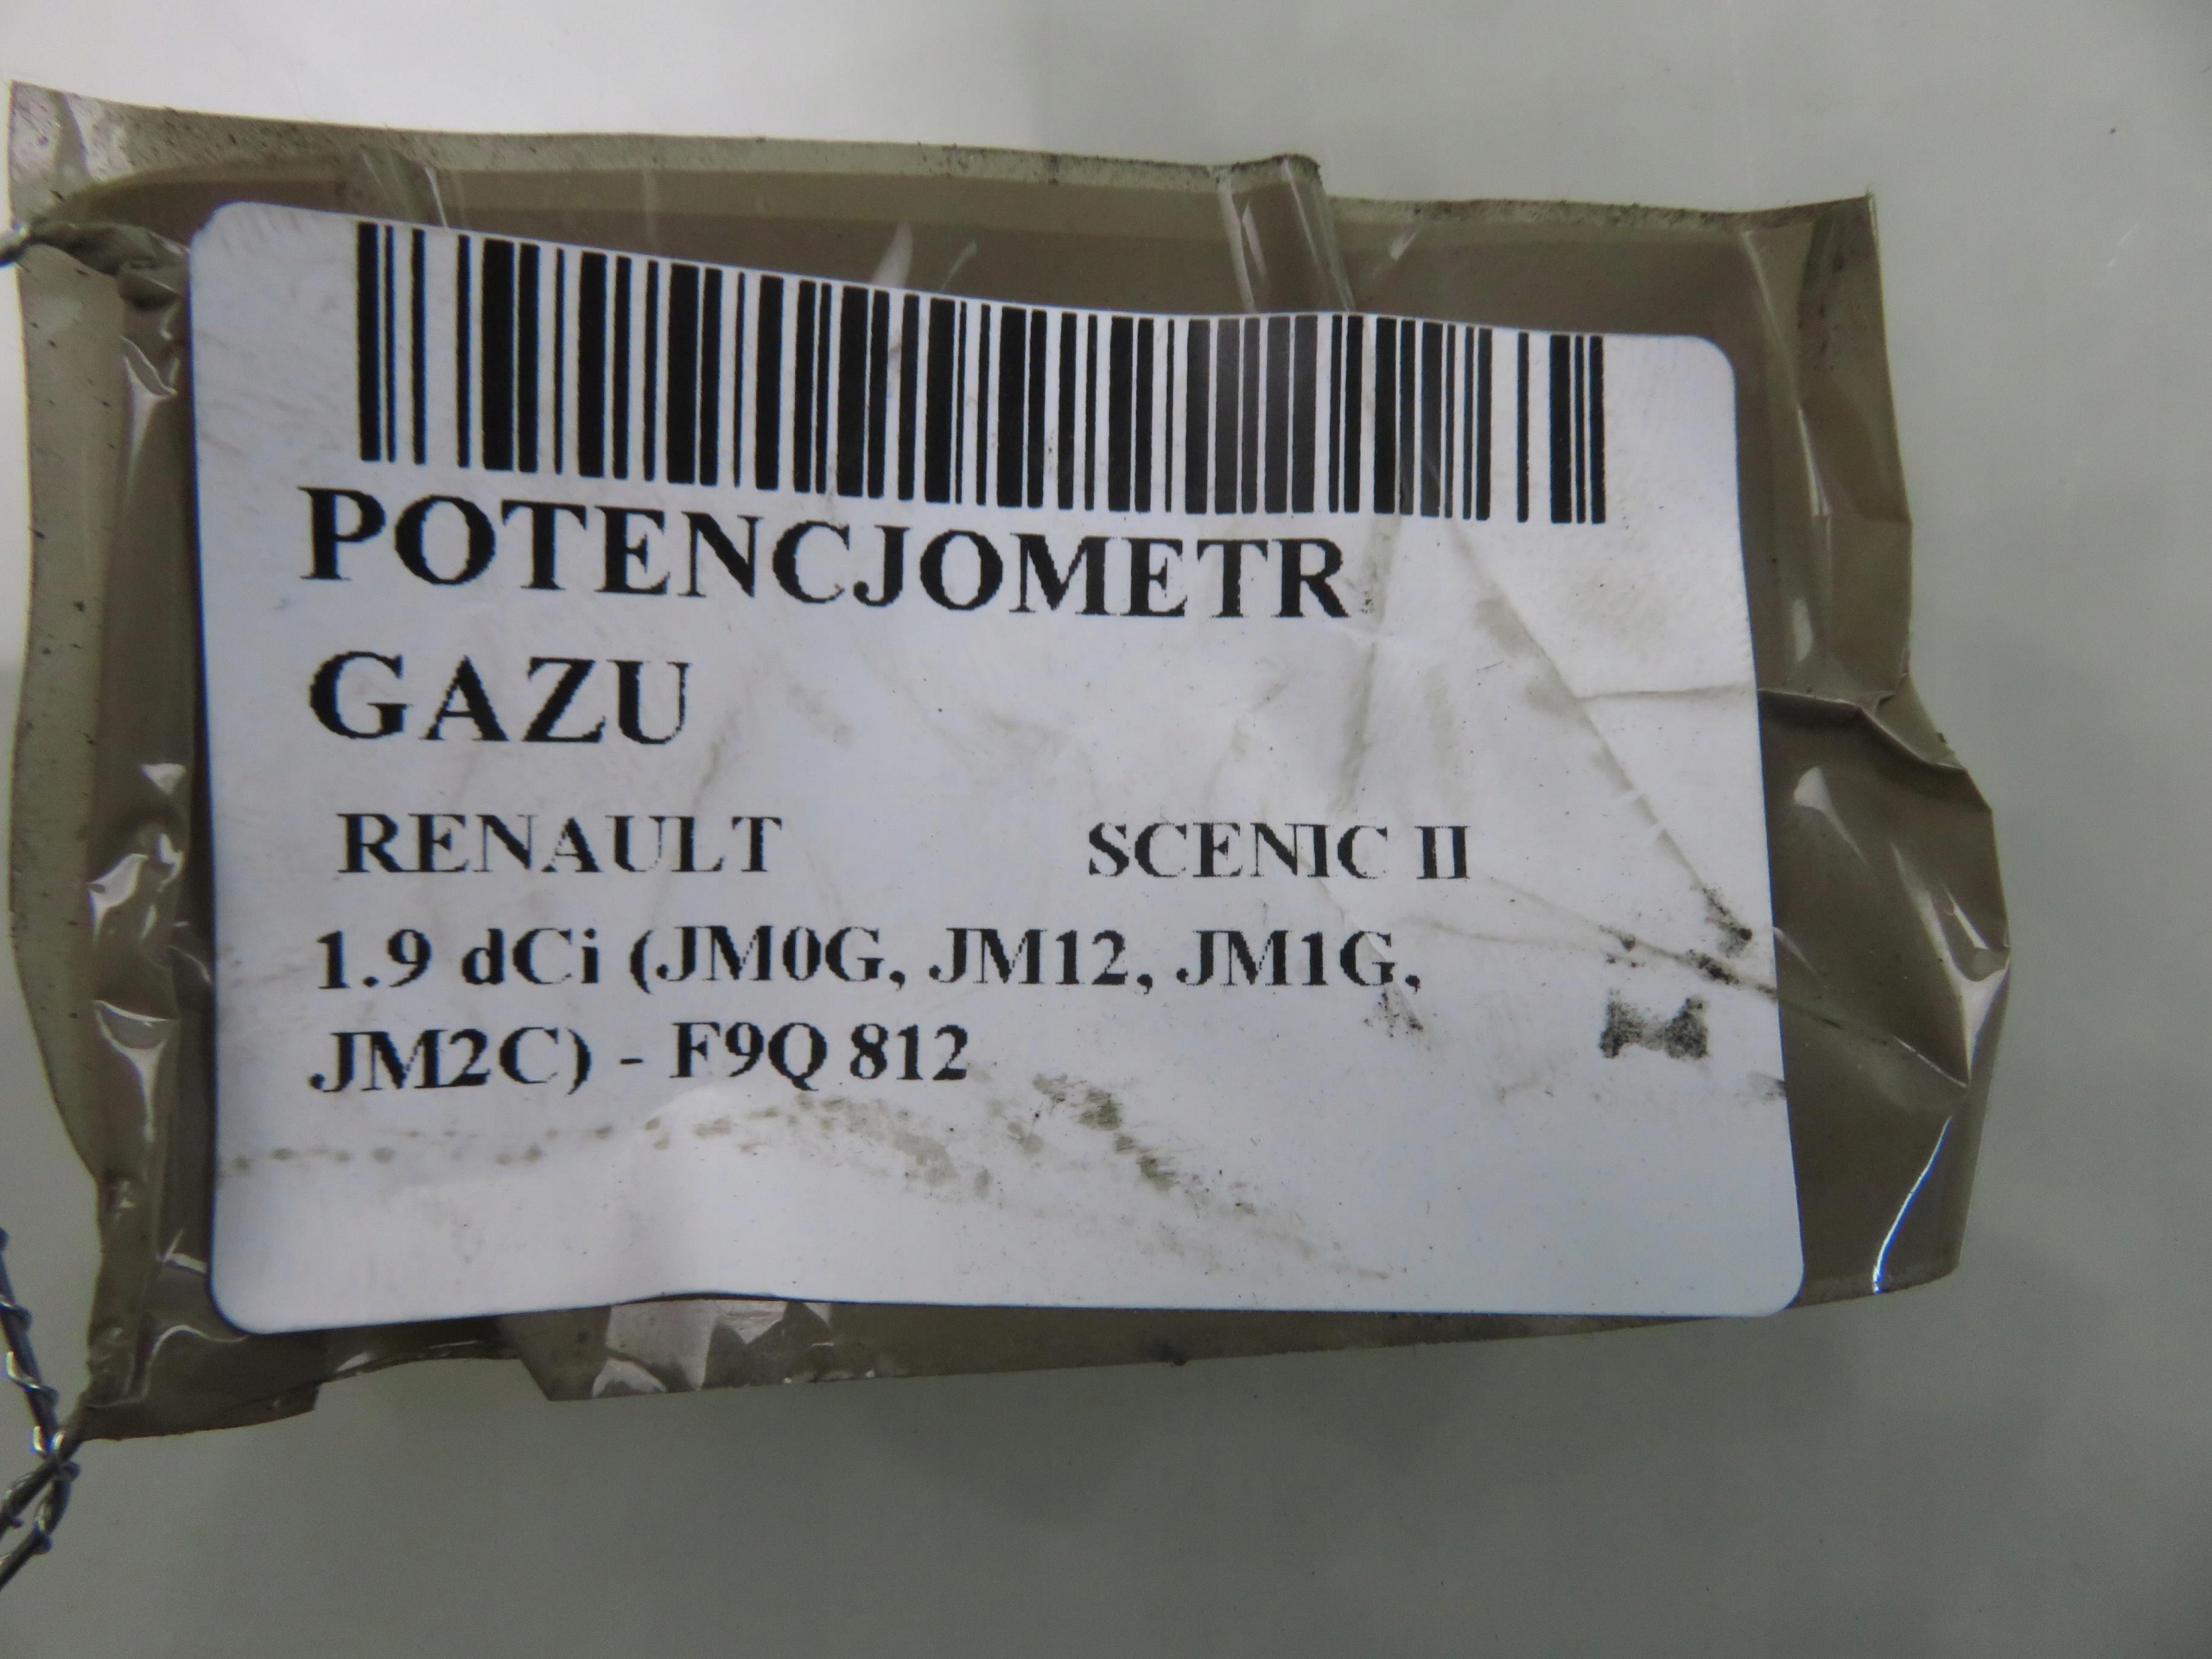 POTENCJOMETR
GAZU
RENAULT SCENIC II
1.9 dCi (JM0G, JM12, JM1G,
JM2C) - F9Q 812